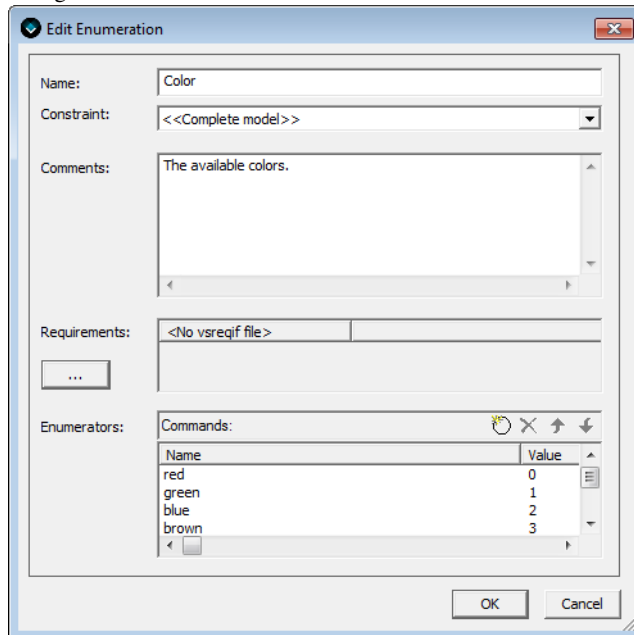 Edit Enumeration
Name: Color
Constraint: <<Complete model>>
Comments: The available colors.
Requirements: <No vsreqif file>
...
Enumerators: Commands:
Name Value
red 0
green 1
blue 2
brown 3
OK Cancel